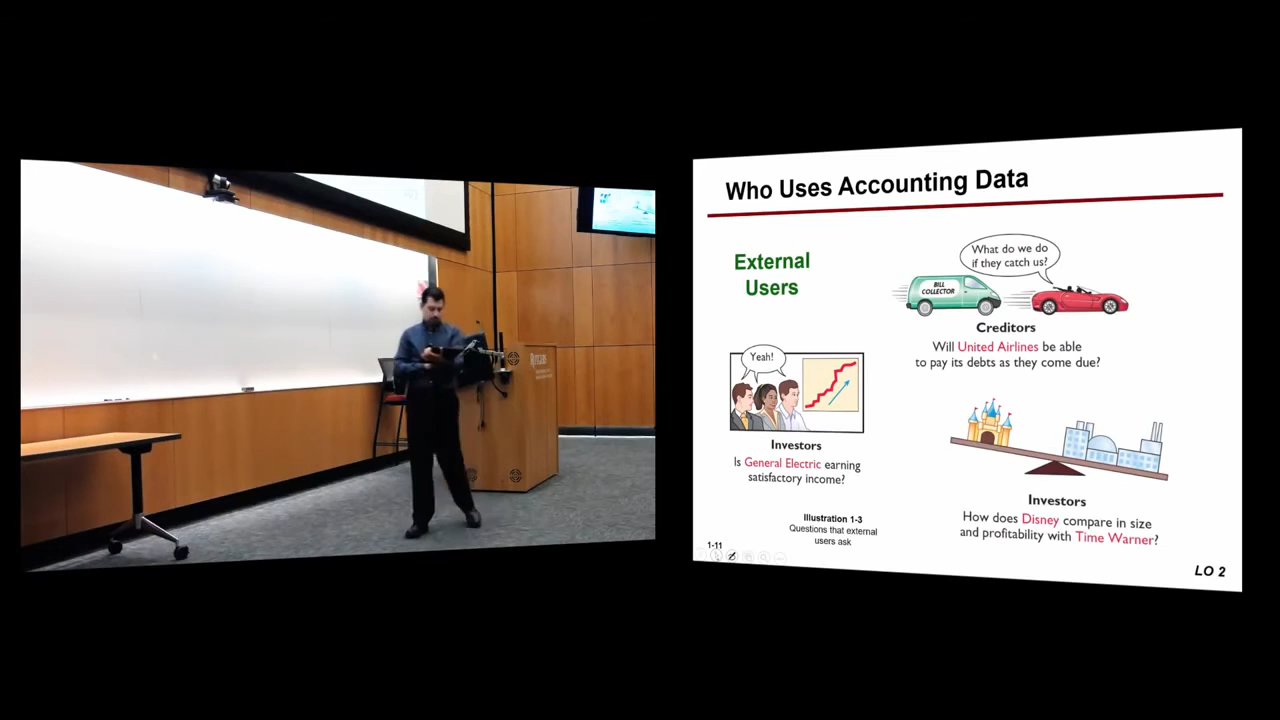 Who Uses Accounting Data
External
Users
What do we do
if they catch us?
BILL
COLLECTOR
Creditors
Will United Airlines be able
to pay its debts as they come due?
Yeah!
Investors
Is General Electric earning
satisfactory income?
Investors
How does Disney compare in size
and profitability with Time Warner?
Illustration 1-3
Questions that external
users ask
1-11
LO 2